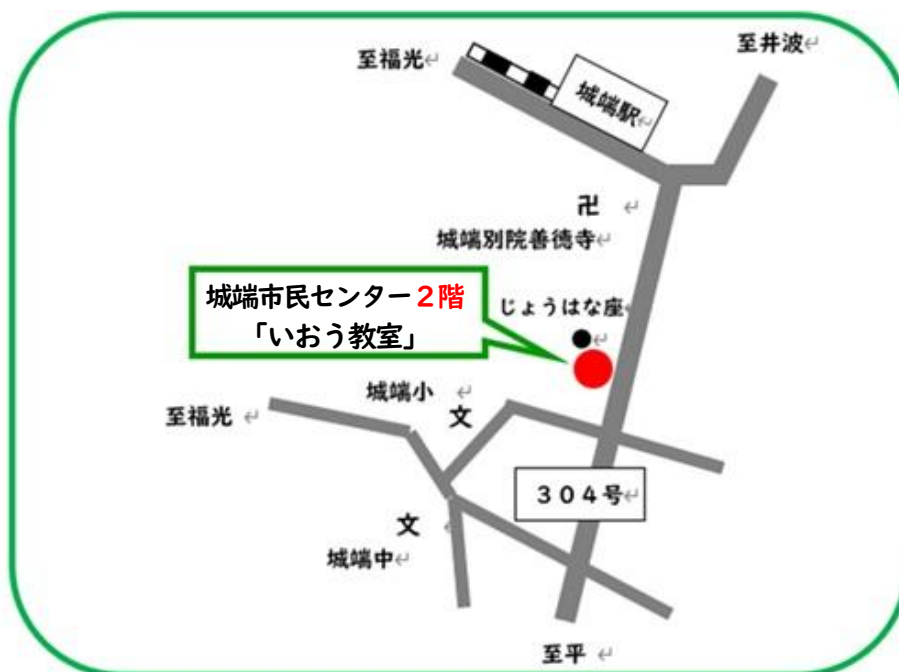 至福光
至井波
城端駅
卍
城端別院善徳寺
城端市民センター２階
「いおう教室」
じょうはな座
城端小
文
至福光
３０４号
文
城端中
至平